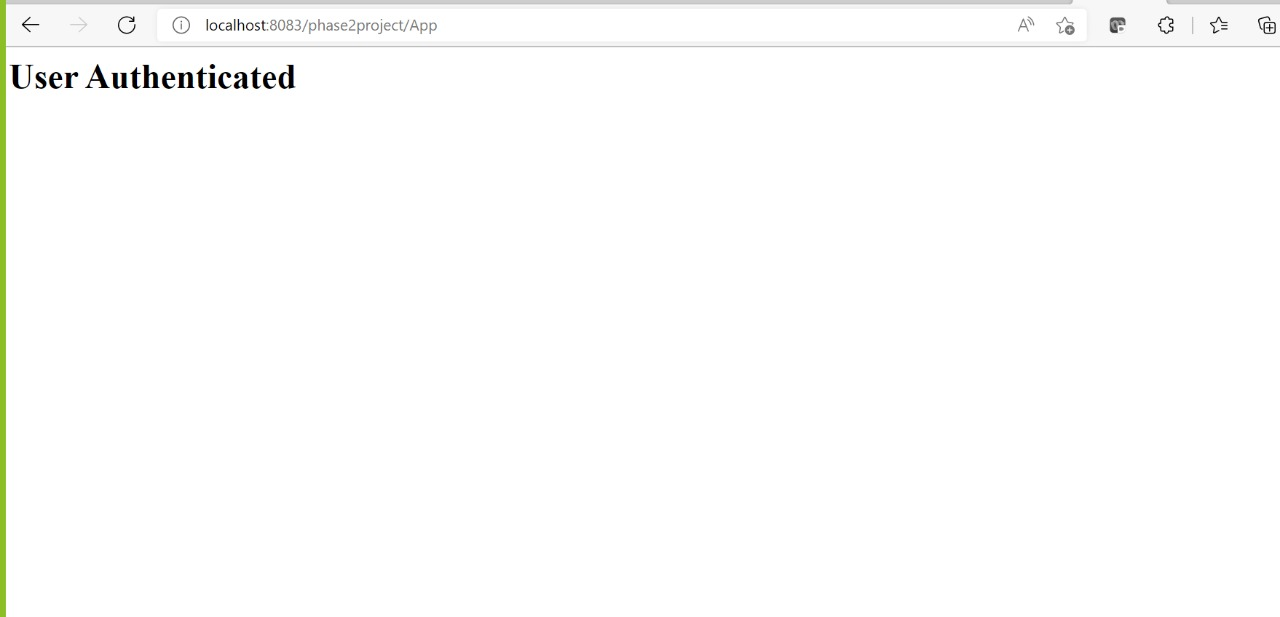 localhost:8083/phase2project/App
User Authenticated